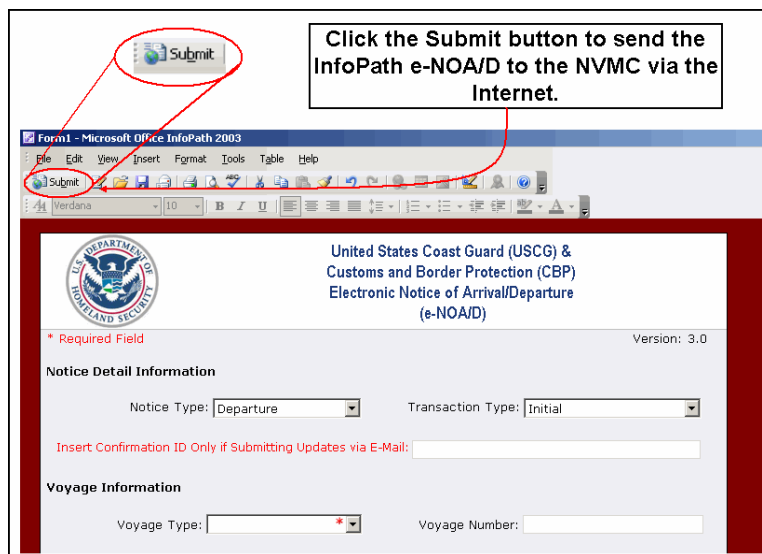 Submit
Click the Submit button to send the
InfoPath e-NOA/D to the NVMC via the
Internet.
Form1 - Microsoft Office InfoPath 2003
File Edit View Insert Format Tools Table Help
Submit
Verdana 10 B I U
U.S. DEPARTMENT OF HOMELAND SECURITY
United States Coast Guard (USCG) &
Customs and Border Protection (CBP)
Electronic Notice of Arrival/Departure
(e-NOA/D)
* Required Field Version: 3.0
Notice Detail Information
Notice Type: Departure Transaction Type: Initial
Insert Confirmation ID Only if Submitting Updates via E-Mail:
Voyage Information
Voyage Type: * Voyage Number: